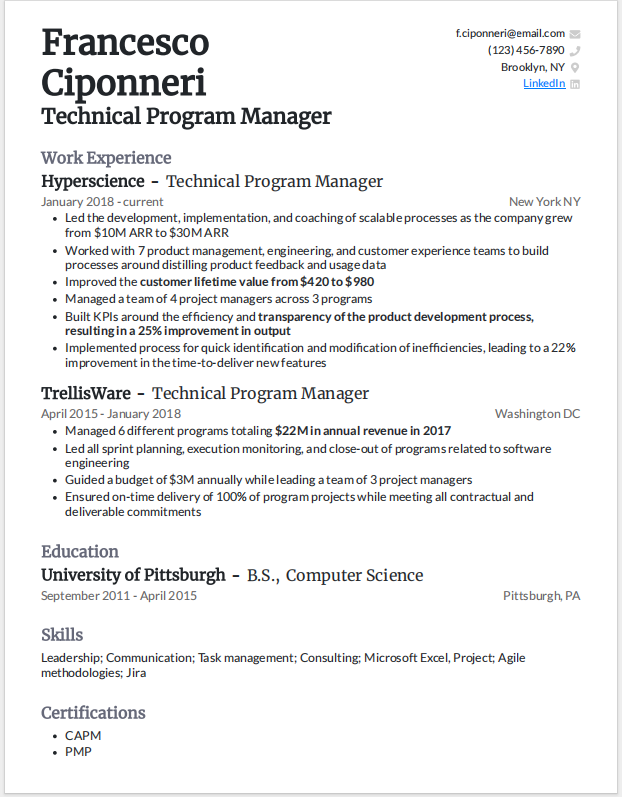 Francesco
Ciponneri
Technical Program Manager
f.ciponneri@email.com
(123) 456-7890
Brooklyn, NY
LinkedIn
Work Experience
Hyperscience - Technical Program Manager
January 2018 - current New York NY
• Led the development, implementation, and coaching of scalable processes as the company grew
from $10M ARR to $30M ARR
• Worked with 7 product management, engineering, and customer experience teams to build
processes around distilling product feedback and usage data
• Improved the customer lifetime value from $420 to $980
• Managed a team of 4 project managers across 3 programs
• Built KPIs around the efficiency and transparency of the product development process,
resulting in a 25% improvement in output
• Implemented process for quick identification and modification of inefficiencies, leading to a 22%
improvement in the time-to-deliver new features
TrellisWare - Technical Program Manager
April 2015 - January 2018 Washington DC
• Managed 6 different programs totaling $22M in annual revenue in 2017
• Led all sprint planning, execution monitoring, and close-out of programs related to software
engineering
• Guided a budget of $3M annually while leading a team of 3 project managers
• Ensured on-time delivery of 100% of program projects while meeting all contractual and
deliverable commitments
Education
University of Pittsburgh - B.S., Computer Science
September 2011 - April 2015 Pittsburgh, PA
Skills
Leadership; Communication; Task management; Consulting; Microsoft Excel, Project; Agile
methodologies; Jira
Certifications
• CAPM
• PMP